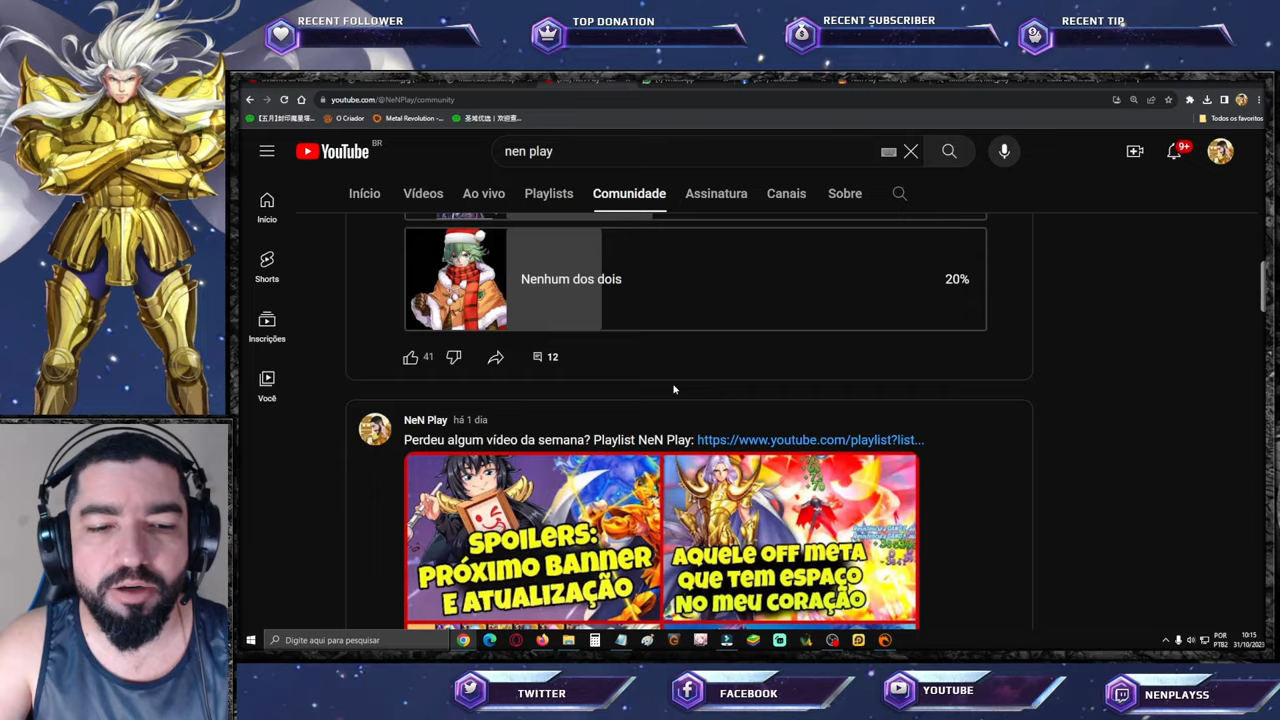 RECENT FOLLOWER
TOP DONATION
RECENT SUBSCRIBER
RECENT TIP
youtube.com/@NeNPlay/community
O Criador
Metal Revolution -...
Todos os favoritos
YouTube BR
nen play
9+
Início
Vídeos
Ao vivo
Playlists
Comunidade
Assinatura
Canais
Sobre
Início
Shorts
Inscrições
Você
Nenhum dos dois
20%
41
12
NeN Play há 1 dia
Perdeu algum vídeo da semana? Playlist NeN Play: https://www.youtube.com/playlist?list...
SPOILERS:
PRÓXIMO BANNER
E ATUALIZAÇÃO
AQUELE OFF META
QUE TEM ESPAÇO
NO MEU CORAÇÃO
Digite aqui para pesquisar
POR
PTB2
10:15
31/10/2023
TWITTER
FACEBOOK
YOUTUBE
NENPLAYSS